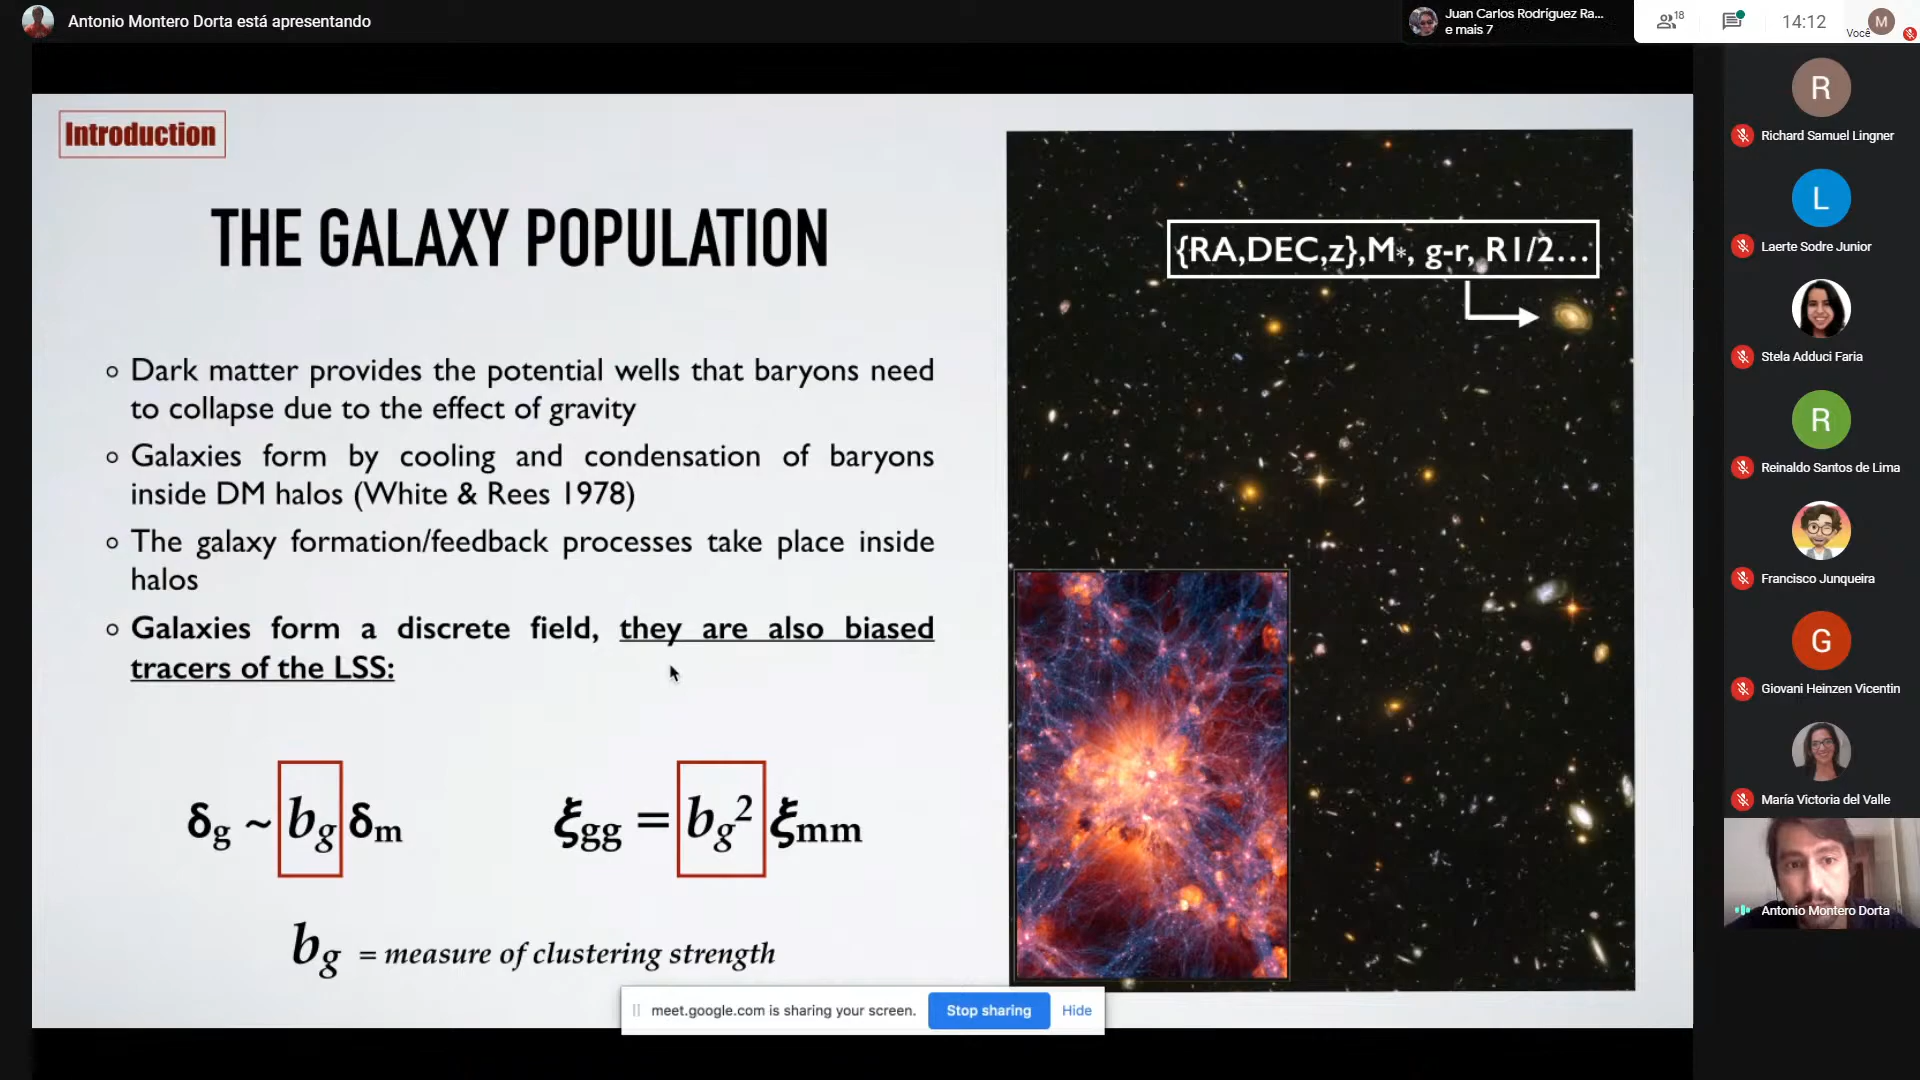 Antonio Montero Dorta está apresentando
Juan Carlos Rodríguez Ra...
e mais 7
18
14:12
Você
M
Introduction
THE GALAXY POPULATION
Dark matter provides the potential wells that baryons need
to collapse due to the effect of gravity
Galaxies form by cooling and condensation of baryons
inside DM halos (White & Rees 1978)
The galaxy formation/feedback processes take place inside
halos
Galaxies form a discrete field, they are also biased
tracers of the LSS:
δg ~ bg δm
ξgg = bg² ξmm
bg = measure of clustering strength
{RA,DEC,z},M*, g-r, R1/2...
meet.google.com is sharing your screen.
Stop sharing
Hide
R
Richard Samuel Lingner
L
Laerte Sodre Junior
Stela Adduci Faria
R
Reinaldo Santos de Lima
Francisco Junqueira
G
Giovani Heinzen Vicentin
María Victoria del Valle
Antonio Montero Dorta